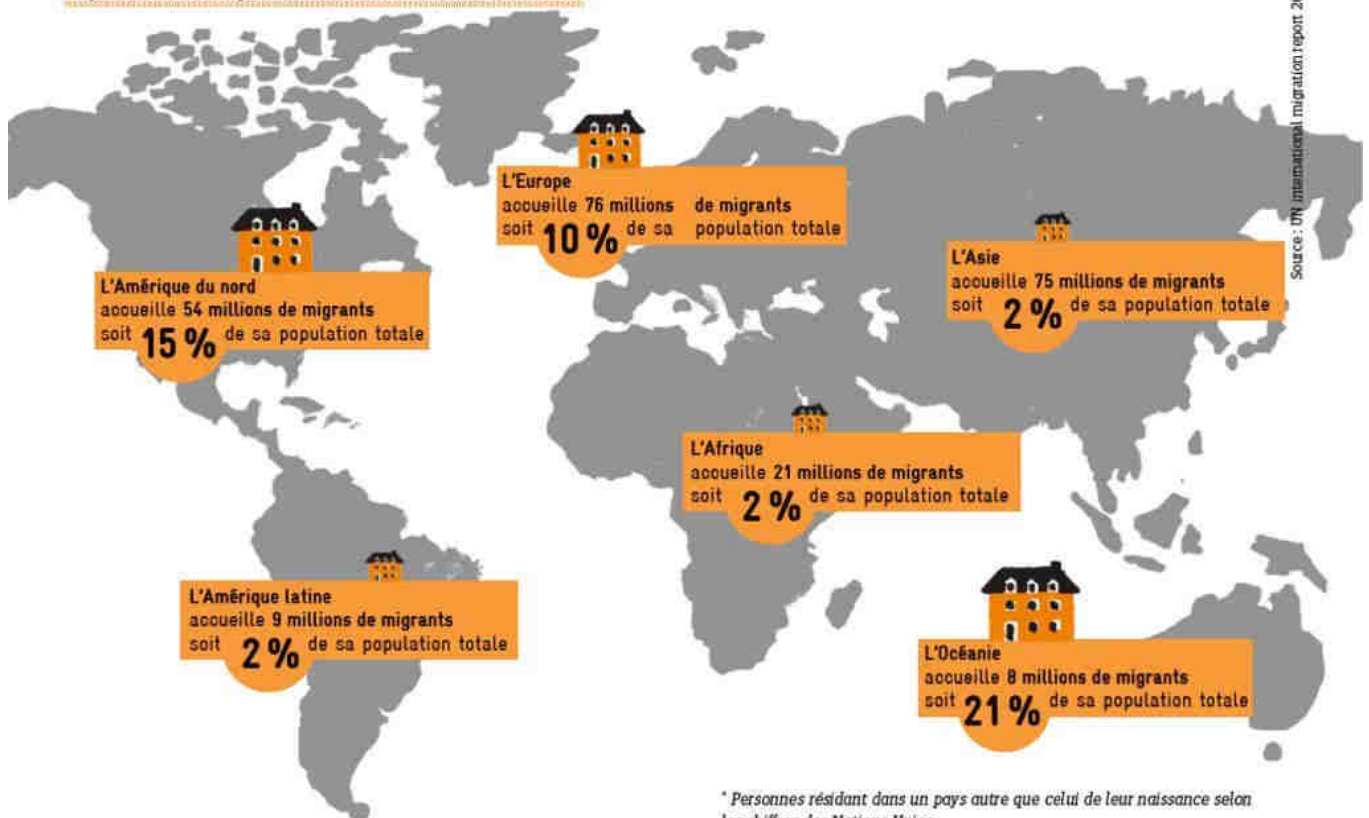 L'Europe
accueille 76 millions de migrants
soit 10 % de sa population totale
L'Amérique du nord
accueille 54 millions de migrants
soit 15 % de sa population totale
L'Asie
accueille 75 millions de migrants
soit 2 % de sa population totale
L'Afrique
accueille 21 millions de migrants
soit 2 % de sa population totale
L'Amérique latine
accueille 9 millions de migrants
soit 2 % de sa population totale
L'Océanie
accueille 8 millions de migrants
soit 21 % de sa population totale
* Personnes résidant dans un pays autre que celui de leur naissance selon
Source : UN international migration report